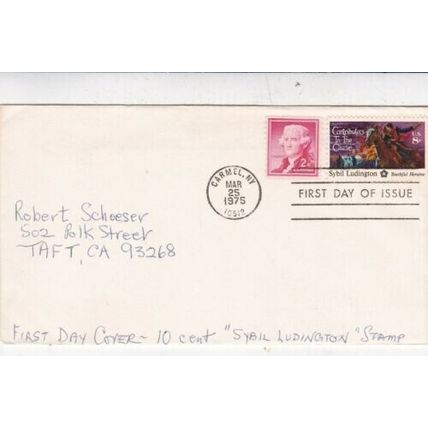 Contributors
To The
Cause...
U.S.
8c
2¢
Sybil Ludington Youthful Heroine
CARMEL, NY
MAR
25
1975
10512
FIRST DAY OF ISSUE
Robert Schoeser
502 Polk Street
TAFT, CA 93268
FIRST DAY COVER - 10 cent "SYBIL LUDINGTON" STAMP